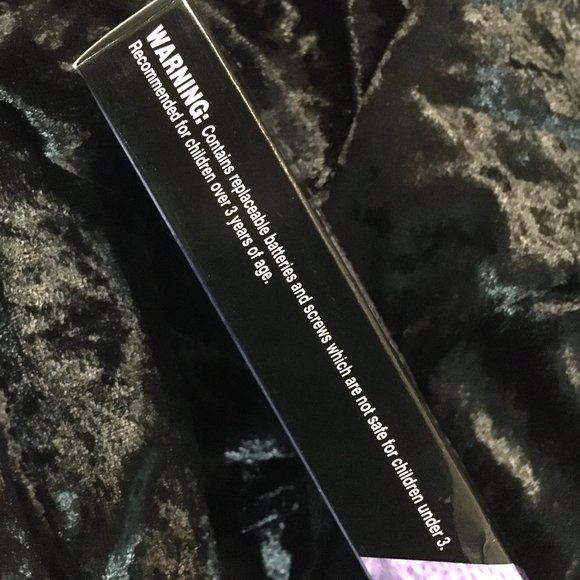 WARNING: Contains replaceable batteries and screws which are not safe for children under 3.
Recommended for children over 3 years of age.